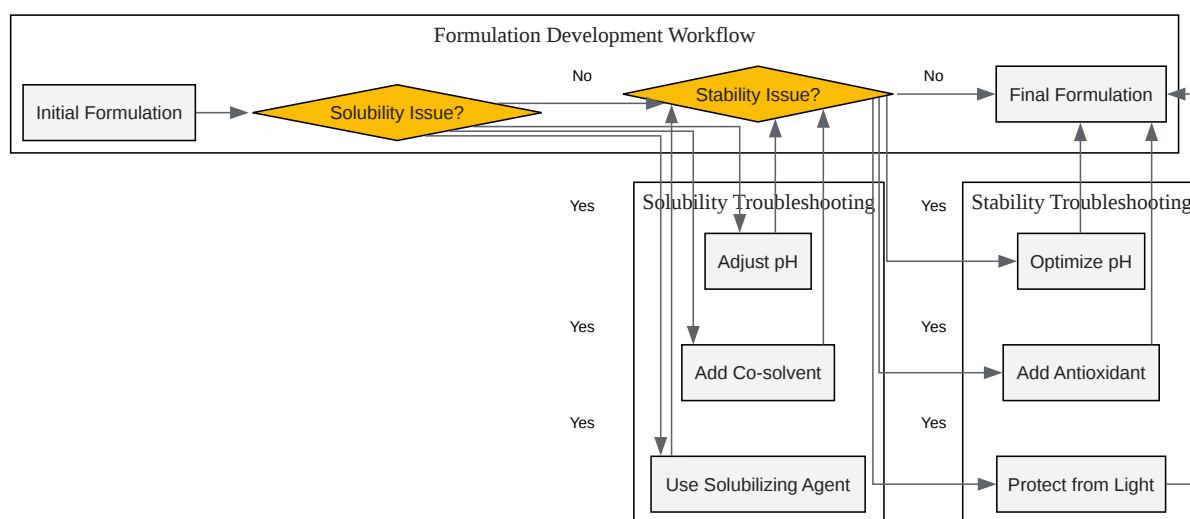 Formulation Development Workflow
Initial Formulation
Solubility Issue?
No
Stability Issue?
No
Final Formulation
Yes
Solubility Troubleshooting
Yes
Stability Troubleshooting
Adjust pH
Optimize pH
Yes
Add Co-solvent
Yes
Add Antioxidant
Yes
Use Solubilizing Agent
Yes
Protect from Light